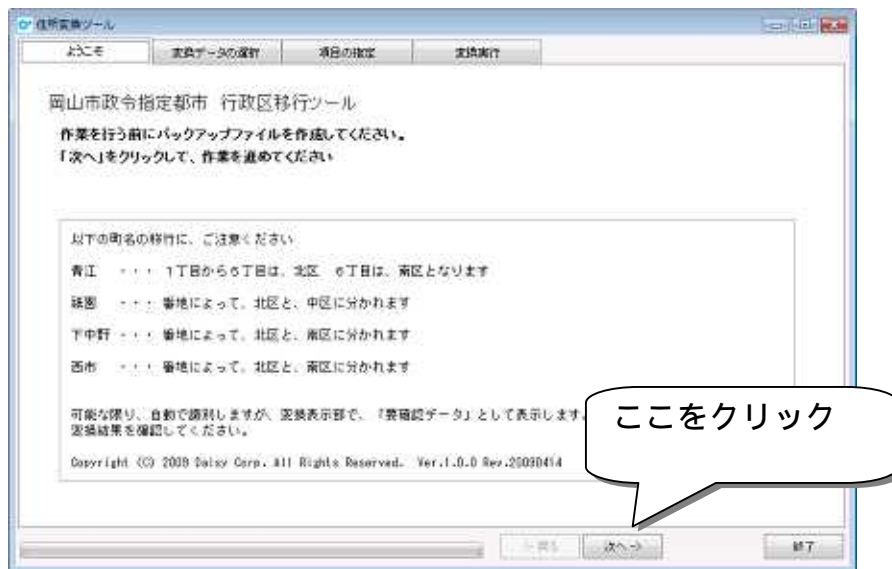 住所変換ツール
ようこそ 変換データの選択 項目の指定 変換実行
岡山市政令指定都市 行政区移行ツール
作業を行う前にバックアップファイルを作成してください。
「次へ」をクリックして、作業を進めてください
以下の町名の移行に、ご注意ください
青江 ・・・ 1丁目から5丁目は、北区 6丁目は、南区となります
祇園 ・・・ 番地によって、北区と、中区に分かれます
下中野 ・・・ 番地によって、北区と、南区に分かれます
西市 ・・・ 番地によって、北区と、南区に分かれます
可能な限り、自動で識別しますが、変換表示部で、「要確認データ」として表示します。
変換結果を確認してください。
Copyright (C) 2009 Daisy Corp. All Rights Reserved. Ver.1.0.0 Rev.20090414
ここをクリック
← 戻る 次へ→ 終了